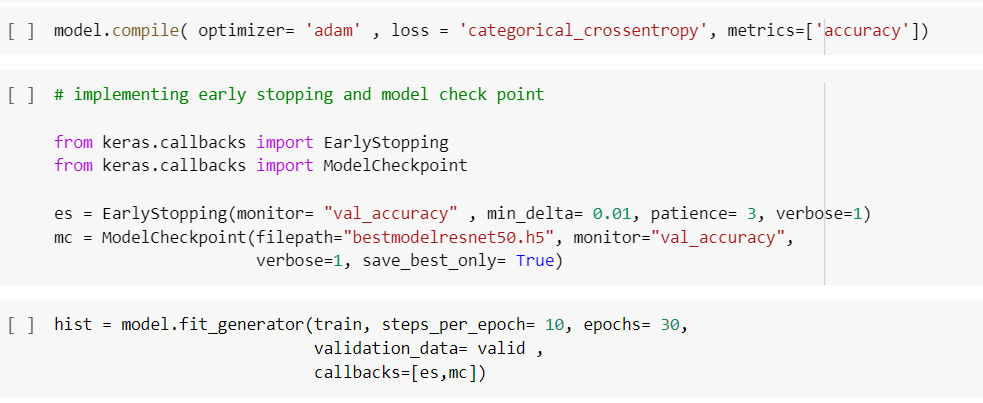 [ ] model.compile( optimizer= 'adam' , loss = 'categorical_crossentropy', metrics=['accuracy'])
[ ] # implementing early stopping and model check point
from keras.callbacks import EarlyStopping
from keras.callbacks import ModelCheckpoint
es = EarlyStopping(monitor= "val_accuracy" , min_delta= 0.01, patience= 3, verbose=1)
mc = ModelCheckpoint(filepath="bestmodelresnet50.h5", monitor="val_accuracy",
verbose=1, save_best_only= True)
[ ] hist = model.fit_generator(train, steps_per_epoch= 10, epochs= 30,
validation_data= valid ,
callbacks=[es,mc])